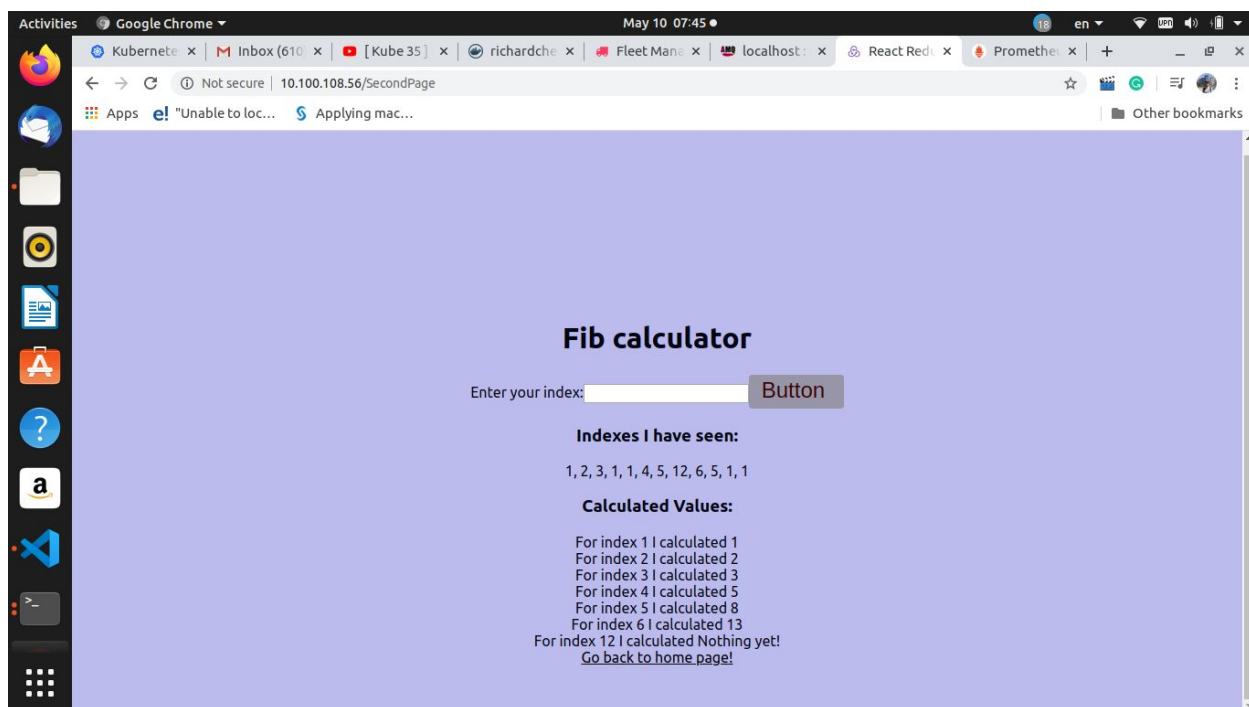 Activities Google Chrome May 10 07:45 18 en VPN
Kubernete Inbox (610) [Kube 35] richardche Fleet Mana localhost: React Redu Prometheu
Not secure 10.100.108.56/SecondPage
Apps "Unable to loc... Applying mac... Other bookmarks
Fib calculator
Enter your index: Button
Indexes I have seen:
1, 2, 3, 1, 1, 4, 5, 12, 6, 5, 1, 1
Calculated Values:
For index 1 I calculated 1
For index 2 I calculated 2
For index 3 I calculated 3
For index 4 I calculated 5
For index 5 I calculated 8
For index 6 I calculated 13
For index 12 I calculated Nothing yet!
Go back to home page!